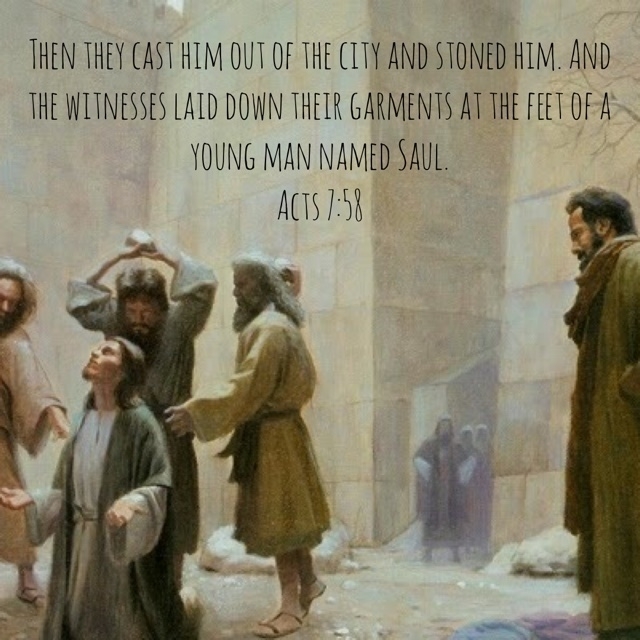 Then they cast him out of the city and stoned him. And
the witnesses laid down their garments at the feet of a
young man named Saul.
Acts 7:58